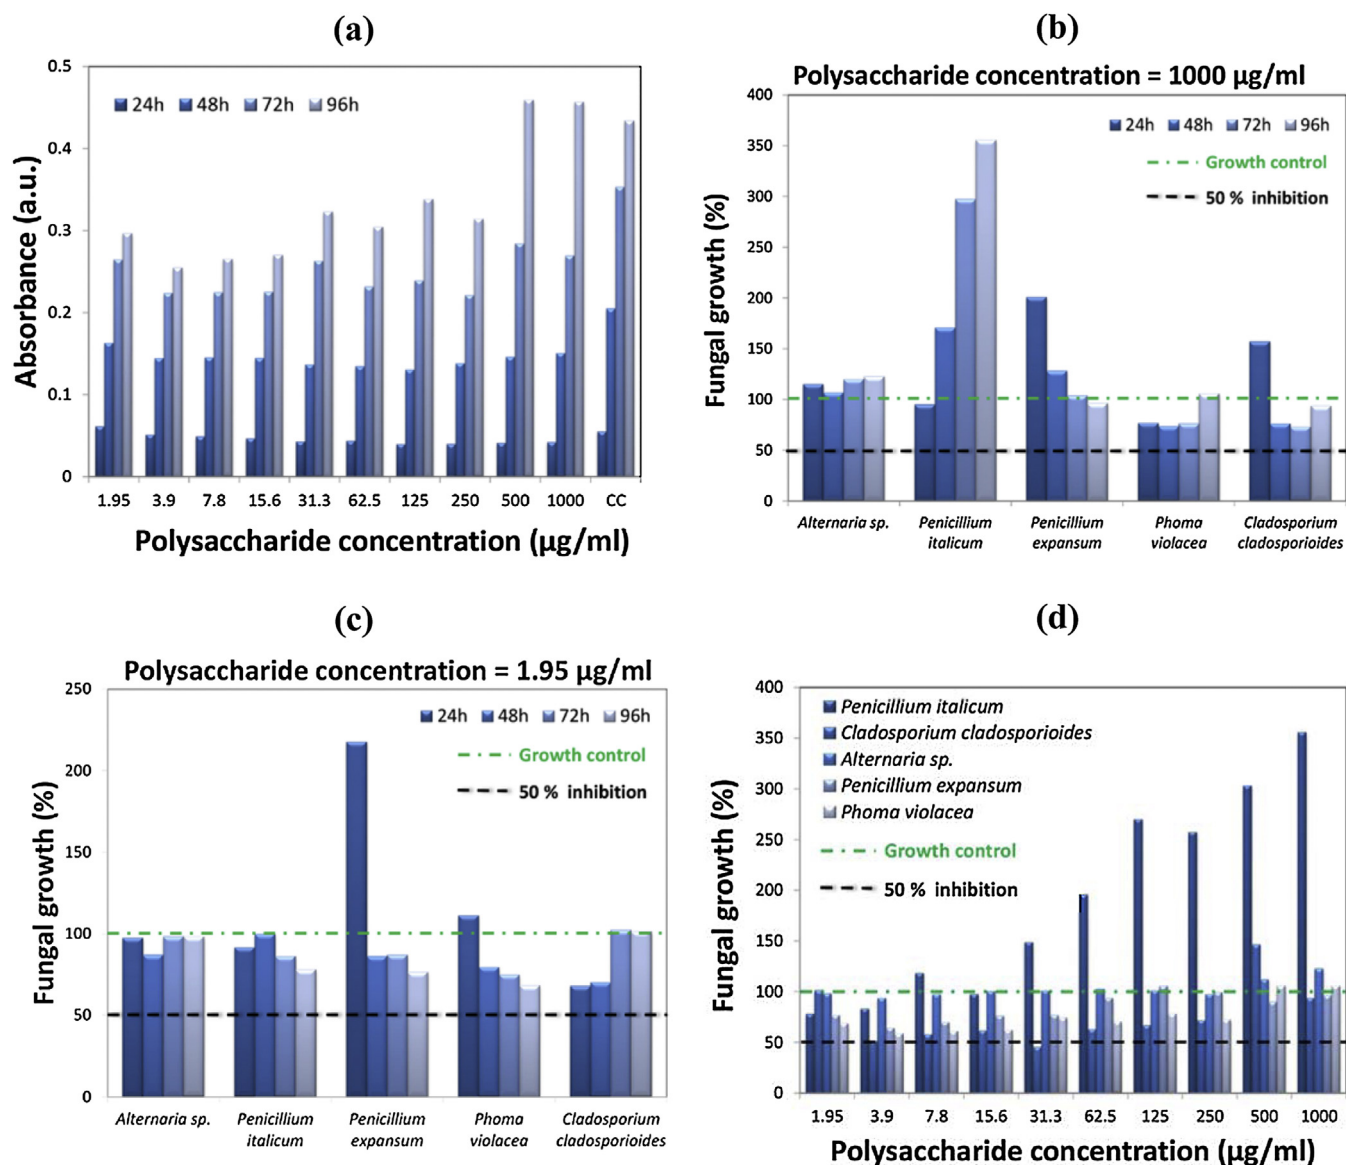 (a)
0.5
24h 48h 72h 96h
0.4
0.3
0.2
0.1
0
Absorbance (a.u.)
1.95 3.9 7.8 15.6 31.3 62.5 125 250 500 1000 CC
Polysaccharide concentration (µg/ml)
(b)
Polysaccharide concentration = 1000 µg/ml
400
24h 48h 72h 96h
350
Growth control
300
50 % inhibition
250
200
150
100
50
0
Fungal growth (%)
Alternaria sp. Penicillium Penicillium Phoma Cladosporium
italicum expansum violacea cladosporioides
(c)
Polysaccharide concentration = 1.95 µg/ml
250
24h 48h 72h 96h
Growth control
200
50 % inhibition
150
100
50
0
Fungal growth (%)
Alternaria sp. Penicillium Penicillium Phoma Cladosporium
italicum expansum violacea cladosporioides
(d)
400
Penicillium italicum
350
Cladosporium cladosporioides
Alternaria sp.
300
Penicillium expansum
Phoma violacea
250
Growth control
200
50 % inhibition
150
100
50
0
Fungal growth (%)
1.95 3.9 7.8 15.6 31.3 62.5 125 250 500 1000
Polysaccharide concentration (µg/ml)